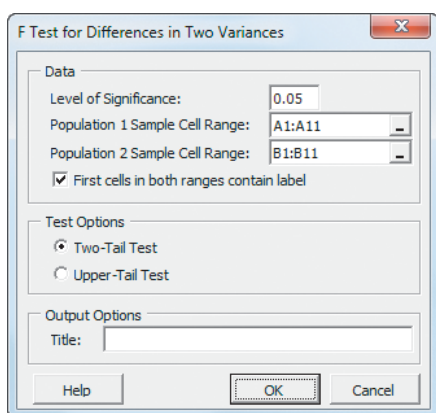 F Test for Differences in Two Variances
Data
Level of Significance: 0.05
Population 1 Sample Cell Range: A1:A11
Population 2 Sample Cell Range: B1:B11
First cells in both ranges contain label
Test Options
Two-Tail Test
Upper-Tail Test
Output Options
Title:
Help OK Cancel